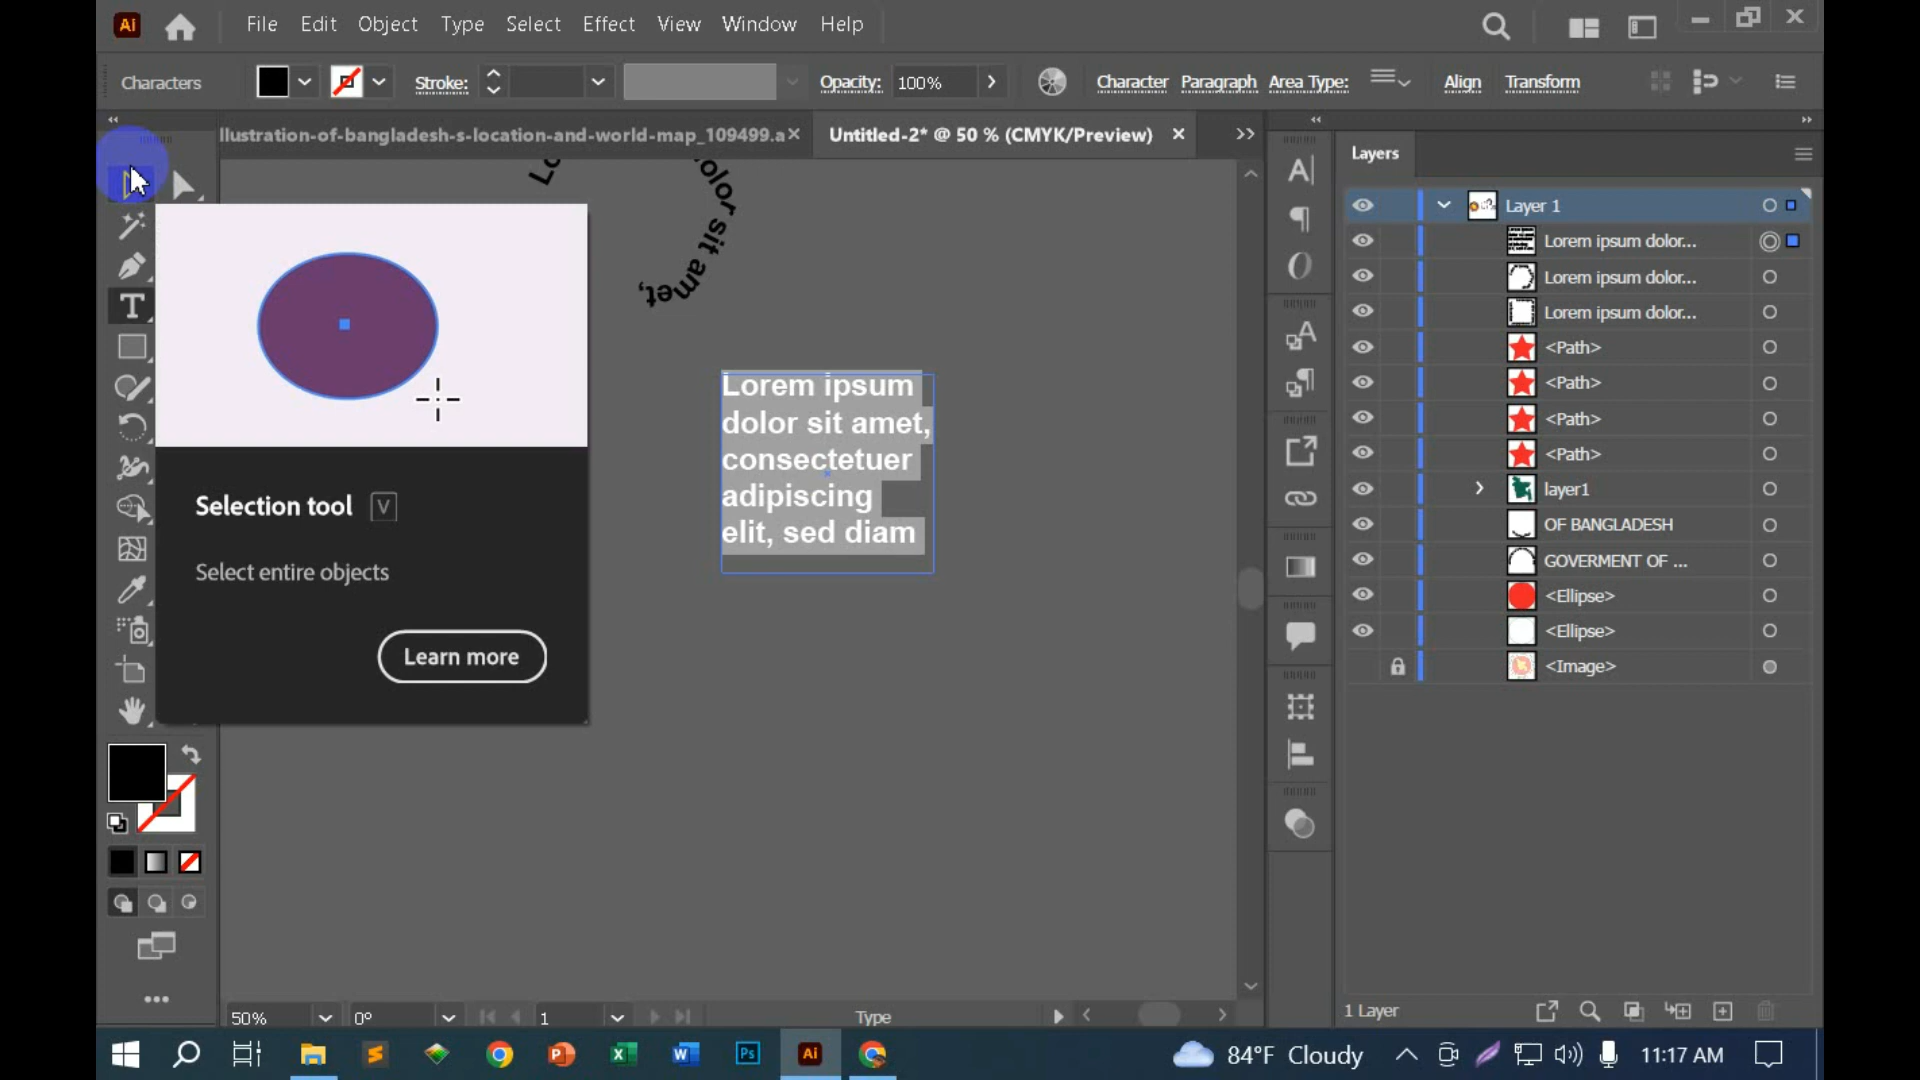 Ai
File Edit Object Type Select Effect View Window Help
Characters Stroke: Opacity: 100% Character Paragraph Area Type: Align Transform
llustration-of-bangladesh-s-location-and-world-map_109499.a
Untitled-2* @ 50 % (CMYK/Preview)
Layers
Lo
olor sit amet,
Lorem ipsum
dolor sit amet,
consectetuer
adipiscing
elit, sed diam
Selection tool V
Select entire objects
Learn more
Layer 1
Lorem ipsum dolor...
Lorem ipsum dolor...
Lorem ipsum dolor...
<Path>
<Path>
<Path>
<Path>
layer1
OF BANGLADESH
GOVERMENT OF ...
<Ellipse>
<Ellipse>
<Image>
50% 0° 1 Type
1 Layer
Ps
Ai
84°F Cloudy
11:17 AM